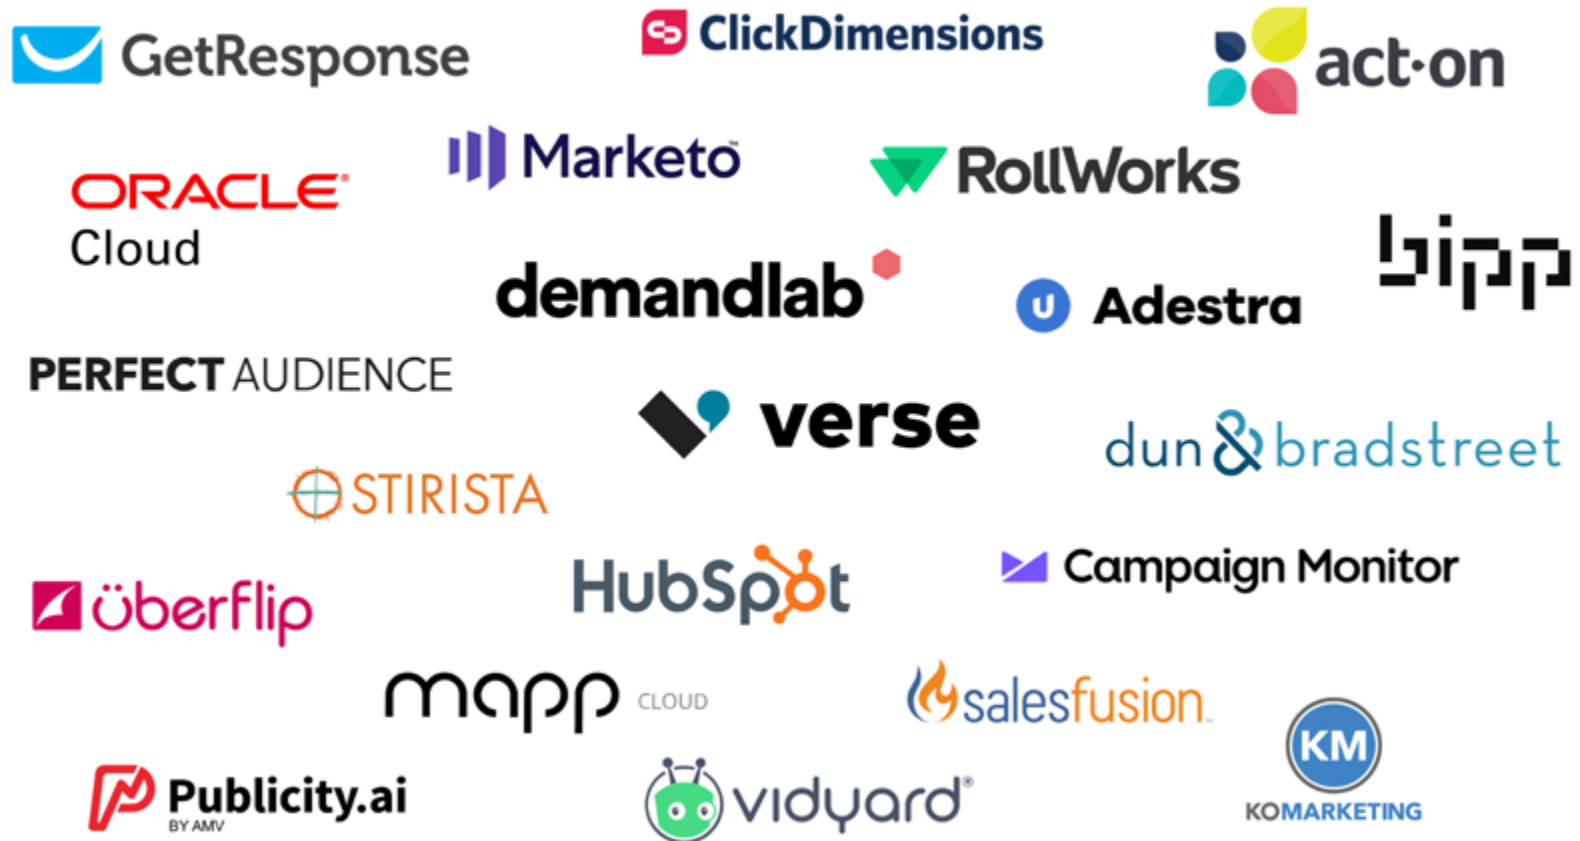 GetResponse
ClickDimensions
act·on
Marketo™
RollWorks
ORACLE®
Cloud
bipp
demandlab
u Adestra
PERFECT AUDIENCE
verse
dun & bradstreet
STIRISTA
HubSpot
Campaign Monitor
überflip
mapp CLOUD
salesfusion
KM
KOMARKETING
Publicity.ai
BY AMV
vidyard®